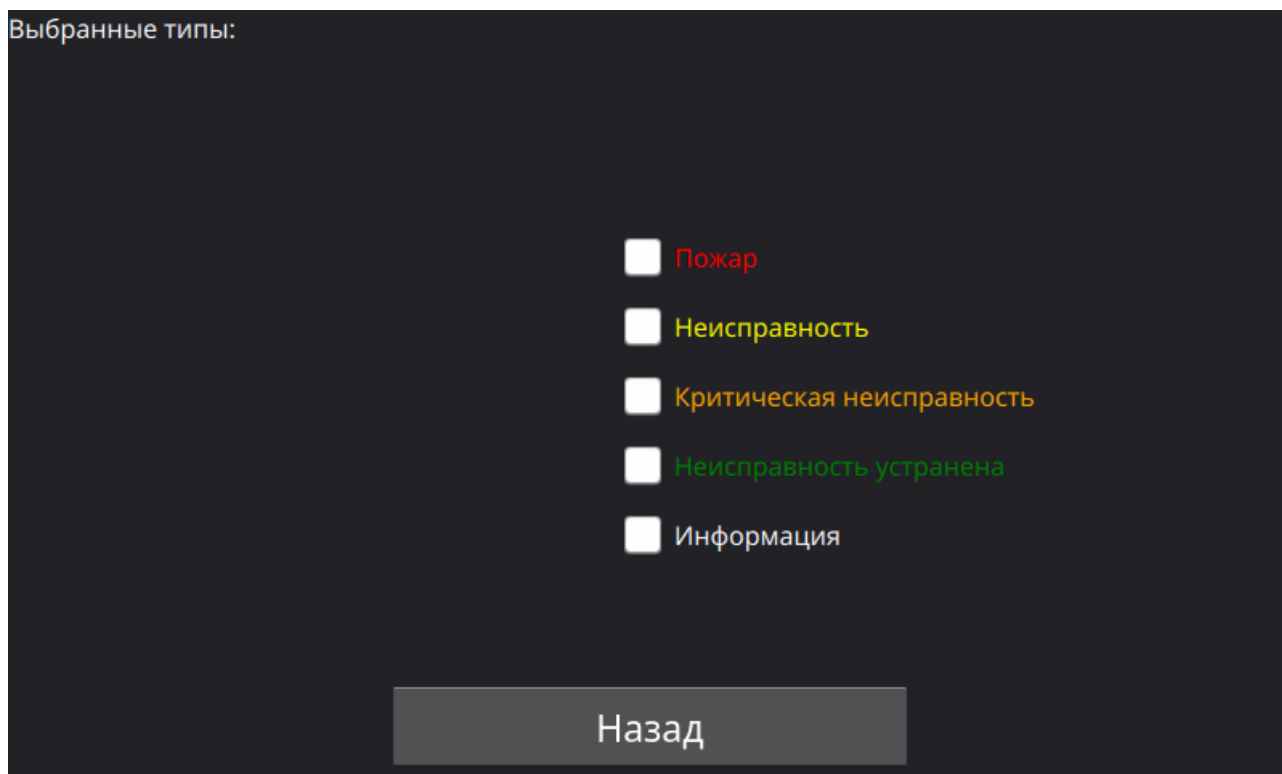 Выбранные типы:
Пожар
Неисправность
Критическая неисправность
Неисправность устранена
Информация
Назад